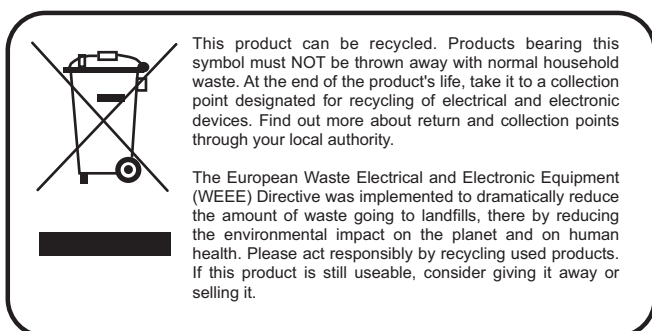 This product can be recycled. Products bearing this
symbol must NOT be thrown away with normal household
waste. At the end of the product's life, take it to a collection
point designated for recycling of electrical and electronic
devices. Find out more about return and collection points
through your local authority.
The European Waste Electrical and Electronic Equipment
(WEEE) Directive was implemented to dramatically reduce
the amount of waste going to landfills, there by reducing
the environmental impact on the planet and on human
health. Please act responsibly by recycling used products.
If this product is still useable, consider giving it away or
selling it.